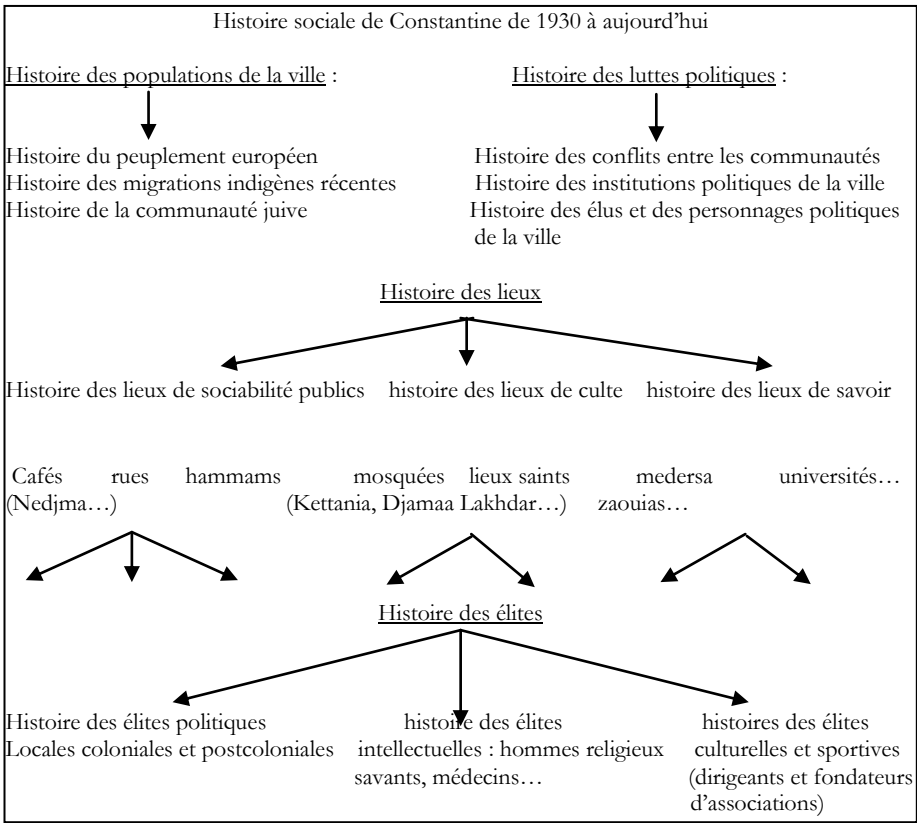 Histoire sociale de Constantine de 1930 à aujourd’hui
Histoire des populations de la ville : Histoire des luttes politiques :
Histoire du peuplement européen Histoire des conflits entre les communautés
Histoire des migrations indigènes récentes Histoire des institutions politiques de la ville
Histoire de la communauté juive Histoire des élus et des personnages politiques
de la ville
Histoire des lieux
Histoire des lieux de sociabilité publics histoire des lieux de culte histoire des lieux de savoir
Cafés rues hammams mosquées lieux saints medersa universités…
(Nedjma…) (Kettania, Djamaa Lakhdar…) zaouias…
Histoire des élites
Histoire des élites politiques histoire des élites histoires des élites
Locales coloniales et postcoloniales intellectuelles : hommes religieux culturelles et sportives
savants, médecins… (dirigeants et fondateurs
d’associations)